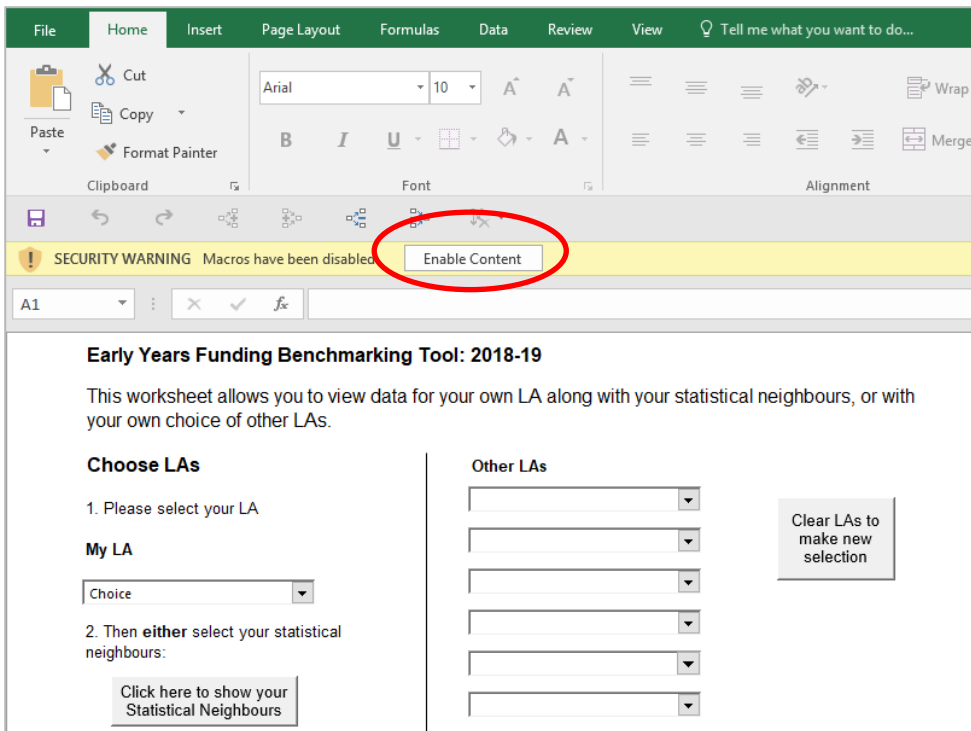 File Home Insert Page Layout Formulas Data Review View Tell me what you want to do...
Cut
Copy
Format Painter
Paste
Clipboard
Arial 10 A A
B I U A
Font
Wrap
Merge
Alignment
SECURITY WARNING Macros have been disabled Enable Content
A1 fx
Early Years Funding Benchmarking Tool: 2018-19
This worksheet allows you to view data for your own LA along with your statistical neighbours, or with
your own choice of other LAs.
Choose LAs
1. Please select your LA
My LA
Choice
2. Then either select your statistical
neighbours:
Click here to show your
Statistical Neighbours
Other LAs
Clear LAs to
make new
selection